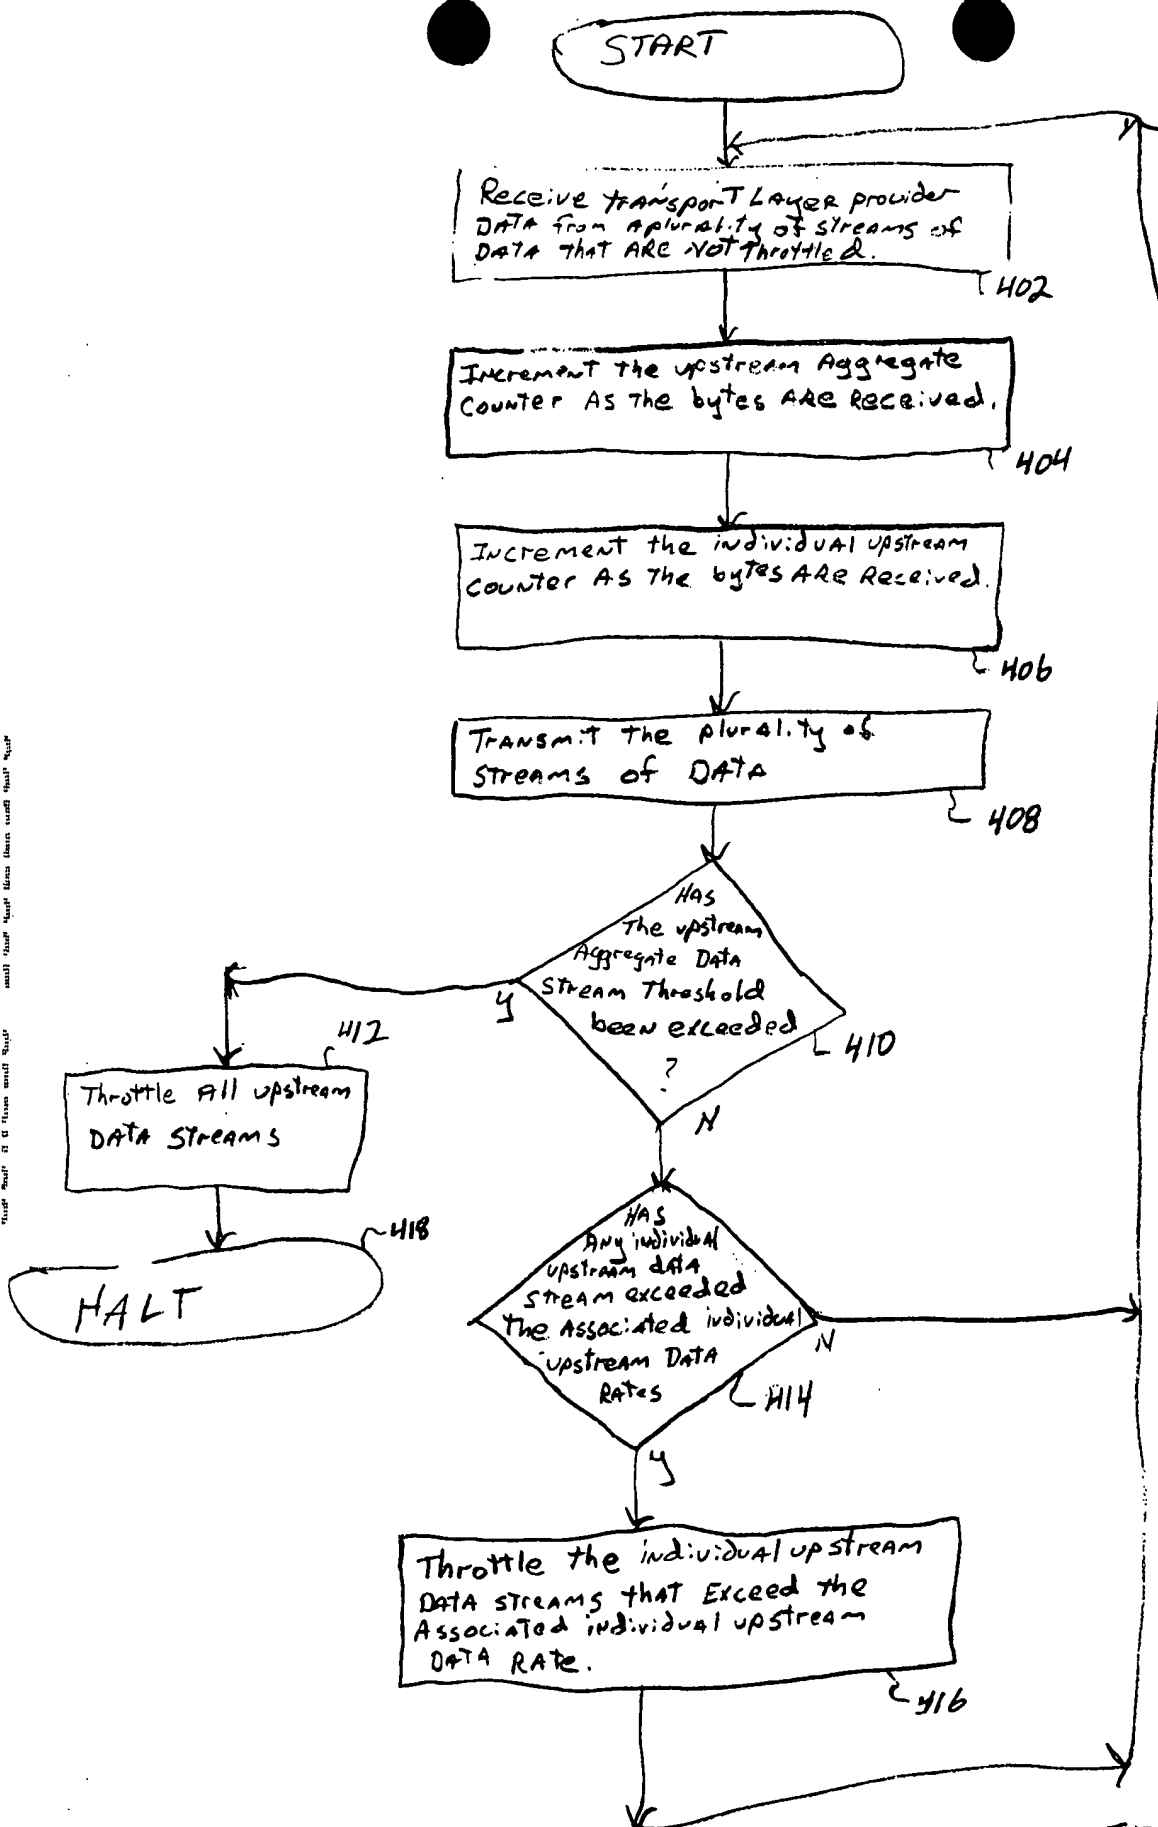 START
Receive TRANsporT LAyeR provider
DATA from A plurality of streams of
DATA that ARE NOT Throttled.
402
Increment the upstream Aggregate
Counter As The bytes ARe Received.
404
Increment the individUAl upstream
Counter As The bytes ARe Received.
406
TrANsmit the plurality of
STreams of DATA
408
HAS
The upstream
Aggregate DATA
Stream Threshold
been exceeded
?
410
Y
N
412
Throttle All upstream
DATA STreams
418
HALT
HAS
ANy individual
upstream data
Stream exceeded
The Associated individual
upstream DATA
RATes
N
414
Y
Throttle the individual upstream
DATA streams thAT Exceed the
Associated individual upstream
DATA RATe.
416